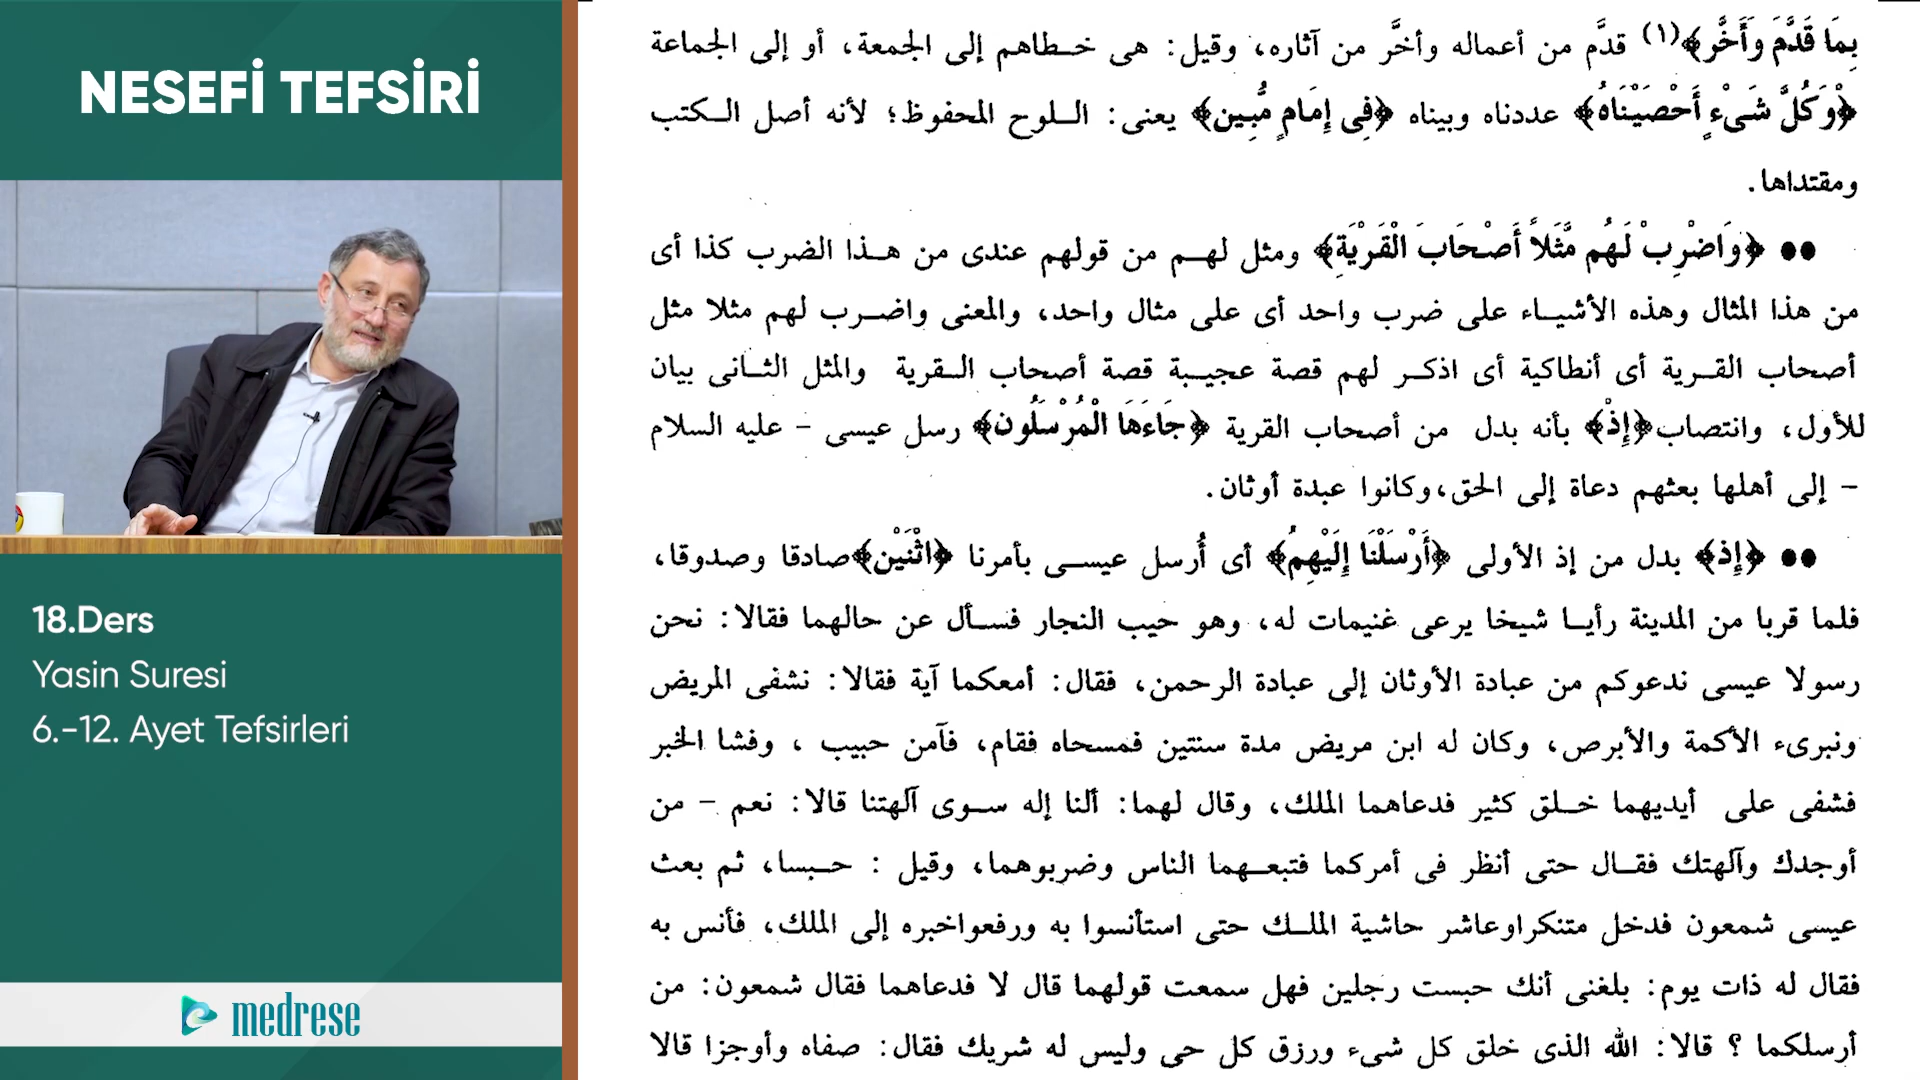 NESEFİ TEFSİRİ
18.Ders
Yasin Suresi
6.-12. Ayet Tefsirleri
medrese
بِمَا قَدَّمَ وَأَخَّر﴾(١) قدَّم من أعماله وأخَّر من آثاره، وقيل: هى خطاهم إلى الجمعة، أو إلى الجماعة
﴿وَكُلَّ شَىْءٍ أَحْصَيْنَاهُ﴾ عددناه وبيناه ﴿فِى إِمَامٍ مُّبِين﴾ يعنى: اللوح المحفوظ؛ لأنه أصل الكتب
ومقتداها.
●● ﴿وَاضْرِبْ لَهُم مَّثَلاً أَصْحَابَ الْقَرْيَةِ﴾ ومثل لهم من قولهم عندى من هذا الضرب كذا أى
من هذا المثال وهذه الأشياء على ضرب واحد أى على مثال واحد، والمعنى واضرب لهم مثلا مثل
أصحاب القرية أى أنطاكية أى اذكر لهم قصة عجيبة قصة أصحاب القرية والمثل الثانى بيان
للأول، وانتصاب﴿إِذْ﴾ بأنه بدل من أصحاب القرية ﴿جَاءَهَا الْمُرْسَلُون﴾ رسل عيسى – عليه السلام
– إلى أهلها بعثهم دعاة إلى الحق،وكانوا عبدة أوثان.
●● ﴿إِذ﴾ بدل من إذ الأولى ﴿أَرْسَلْنَا إِلَيْهِمُ﴾ أى أُرسل عيسى بأمرنا ﴿اثْنَيْن﴾صادقا وصدوقا،
فلما قربا من المدينة رأيا شيخا يرعى غنيمات له، وهو حيب النجار فسأل عن حالهما فقالا: نحن
رسولا عيسى ندعوكم من عبادة الأوثان إلى عبادة الرحمن، فقال: أمعكما آية فقالا: نشفى المريض
ونبرىء الأكمة والأبرص، وكان له ابن مريض مدة سنتين فمسحاه فقام، فآمن حبيب ، وفشا الخبر
فشفى على أيديهما خلق كثير فدعاهما الملك، وقال لهما: ألنا إله سوى آلهتنا قالا: نعم – من
أوجدك وآلهتك فقال حتى أنظر فى أمركما فتبعهما الناس وضربوهما، وقيل : حبسا، ثم بعث
عيسى شمعون فدخل متنكراوعاشر حاشية الملك حتى استأنسوا به ورفعواخبره إلى الملك، فأنس به
فقال له ذات يوم: بلغنى أنك حبست رجلين فهل سمعت قولهما قال لا فدعاهما فقال شمعون: من
أرسلكما ؟ قالا: الله الذى خلق كل شىء ورزق كل حى وليس له شريك فقال: صفاه وأوجزا قالا